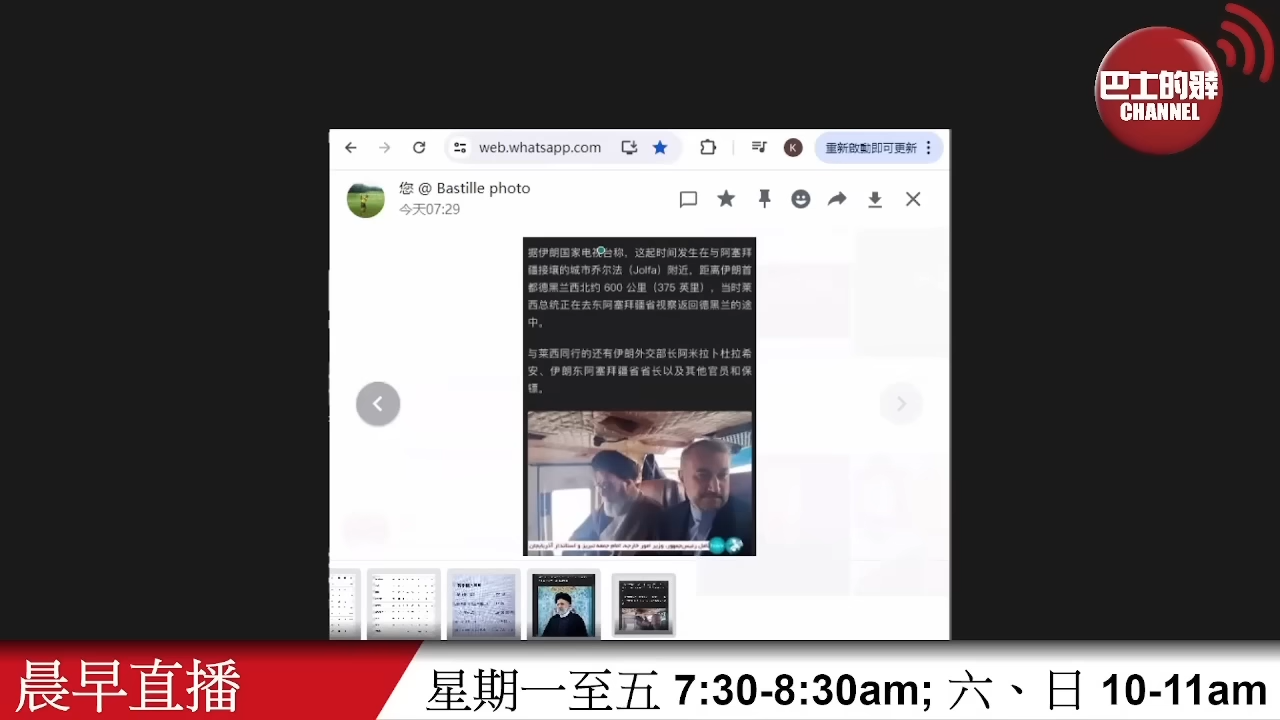 巴士的報
CHANNEL
web.whatsapp.com
K
重新啟動即可更新
您 @ Bastille photo
今天07:29
据伊朗国家电视台称，这起时间发生在与阿塞拜
疆接壤的城市乔尔法（Jolfa）附近，距离伊朗首
都德黑兰西北约 600 公里（375 英里），当时莱
西总统正在去东阿塞拜疆省视察返回德黑兰的途
中。
与莱西同行的还有伊朗外交部长阿米拉卜杜拉希
安、伊朗东阿塞拜疆省省长以及其他官员和保
镖。
晨早直播
星期一至五 7:30-8:30am; 六、日 10-11am